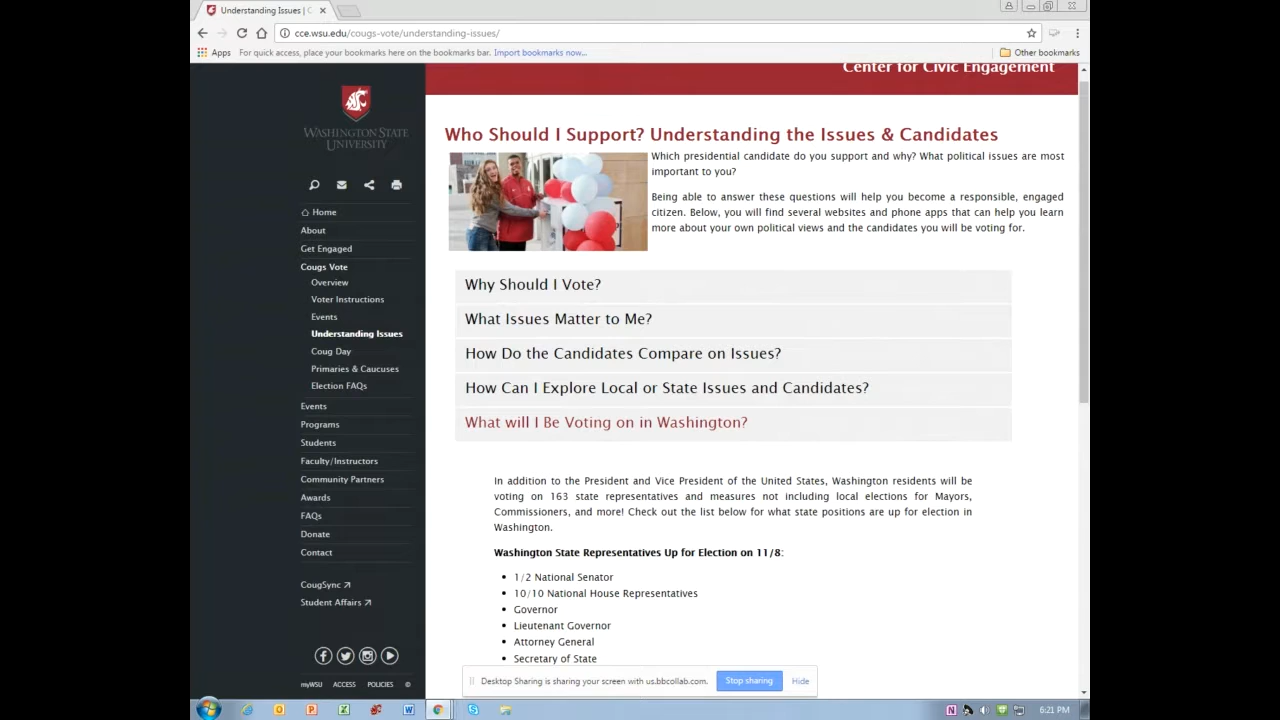 Understanding Issues | C
cce.wsu.edu/cougs-vote/understanding-issues/
Apps
For quick access, place your bookmarks here on the bookmarks bar. Import bookmarks now...
Other bookmarks
Center for Civic Engagement
WASHINGTON STATE
UNIVERSITY
Home
About
Get Engaged
Cougs Vote
Overview
Voter Instructions
Events
Understanding Issues
Coug Day
Primaries & Caucuses
Election FAQs
Events
Programs
Students
Faculty/Instructors
Community Partners
Awards
FAQs
Donate
Contact
CougSync
Student Affairs
myWSU ACCESS POLICIES ©
Who Should I Support? Understanding the Issues & Candidates
Which presidential candidate do you support and why? What political issues are most
important to you?
Being able to answer these questions will help you become a responsible, engaged
citizen. Below, you will find several websites and phone apps that can help you learn
more about your own political views and the candidates you will be voting for.
Why Should I Vote?
What Issues Matter to Me?
How Do the Candidates Compare on Issues?
How Can I Explore Local or State Issues and Candidates?
What will I Be Voting on in Washington?
In addition to the President and Vice President of the United States, Washington residents will be
voting on 163 state representatives and measures not including local elections for Mayors,
Commissioners, and more! Check out the list below for what state positions are up for election in
Washington.
Washington State Representatives Up for Election on 11/8:
1/2 National Senator
10/10 National House Representatives
Governor
Lieutenant Governor
Attorney General
Secretary of State
Desktop Sharing is sharing your screen with us.bbcollab.com.
Stop sharing
Hide
6:21 PM